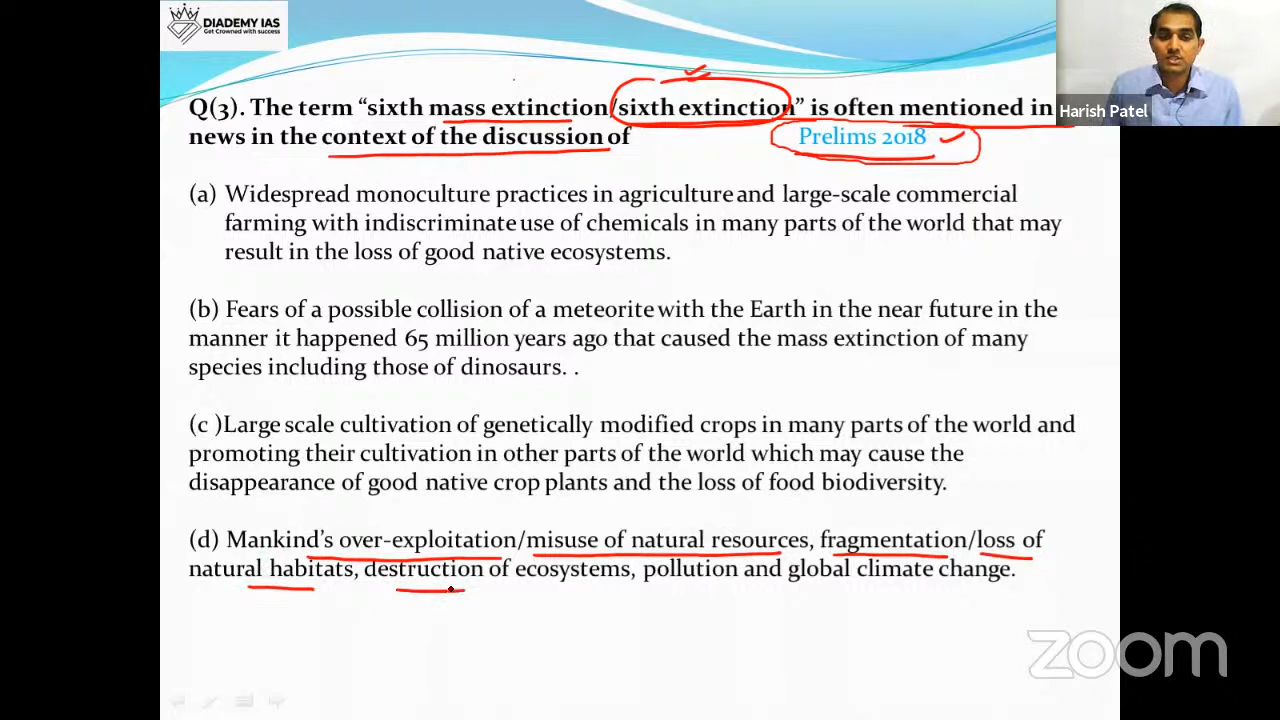 DIADEMY IAS
Get Crowned with success
Harish Patel
Q(3). The term “sixth mass extinction/sixth extinction” is often mentioned in
news in the context of the discussion of Prelims 2018
(a) Widespread monoculture practices in agriculture and large-scale commercial
farming with indiscriminate use of chemicals in many parts of the world that may
result in the loss of good native ecosystems.
(b) Fears of a possible collision of a meteorite with the Earth in the near future in the
manner it happened 65 million years ago that caused the mass extinction of many
species including those of dinosaurs. .
(c )Large scale cultivation of genetically modified crops in many parts of the world and
promoting their cultivation in other parts of the world which may cause the
disappearance of good native crop plants and the loss of food biodiversity.
(d) Mankind’s over-exploitation/misuse of natural resources, fragmentation/loss of
natural habitats, destruction of ecosystems, pollution and global climate change.
zoom